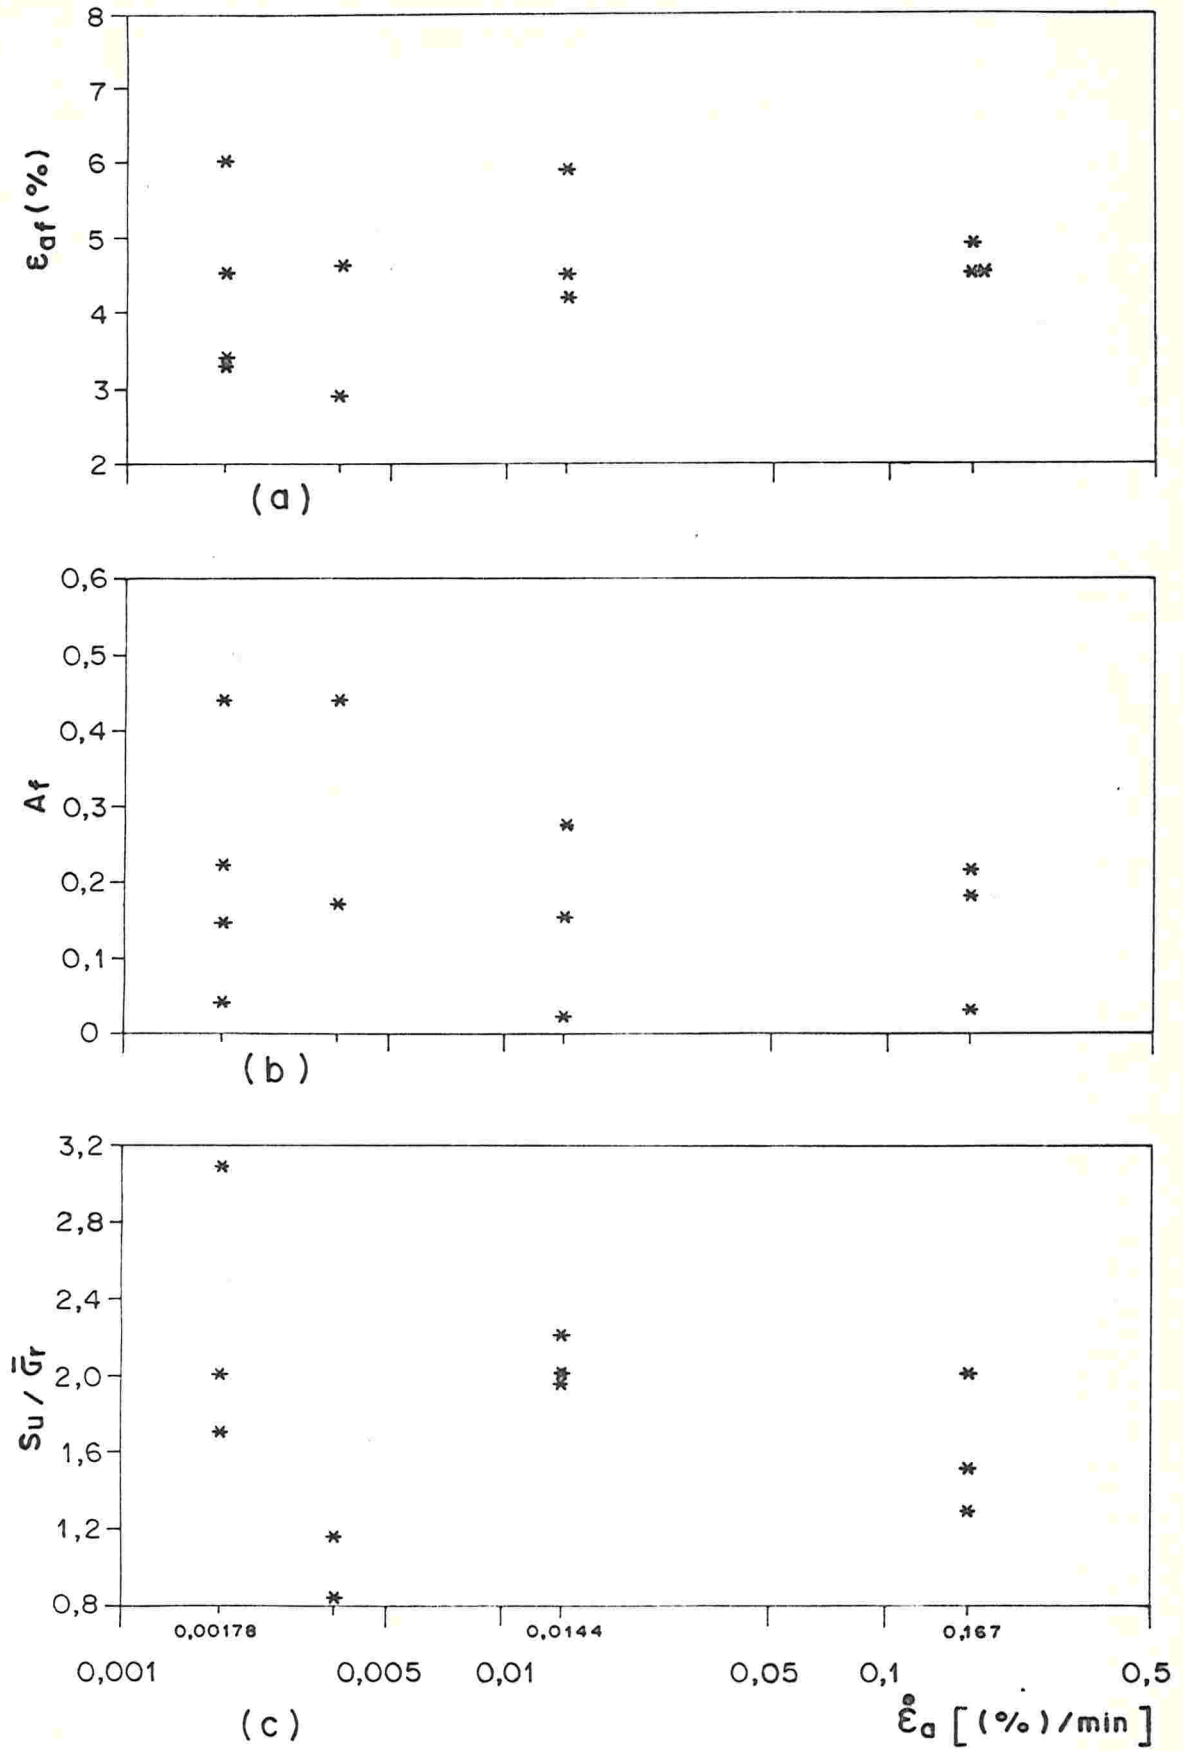 8
7
6
5
4
3
2
εaf (%)
(a)
0,6
0,5
0,4
0,3
0,2
0,1
0
Af
(b)
3,2
2,8
2,4
2,0
1,6
1,2
0,8
Su / σ̄r
0,00178 0,0144 0,167
0,001 0,005 0,01 0,05 0,1 0,5
(c) ε̇a [(%)/min]